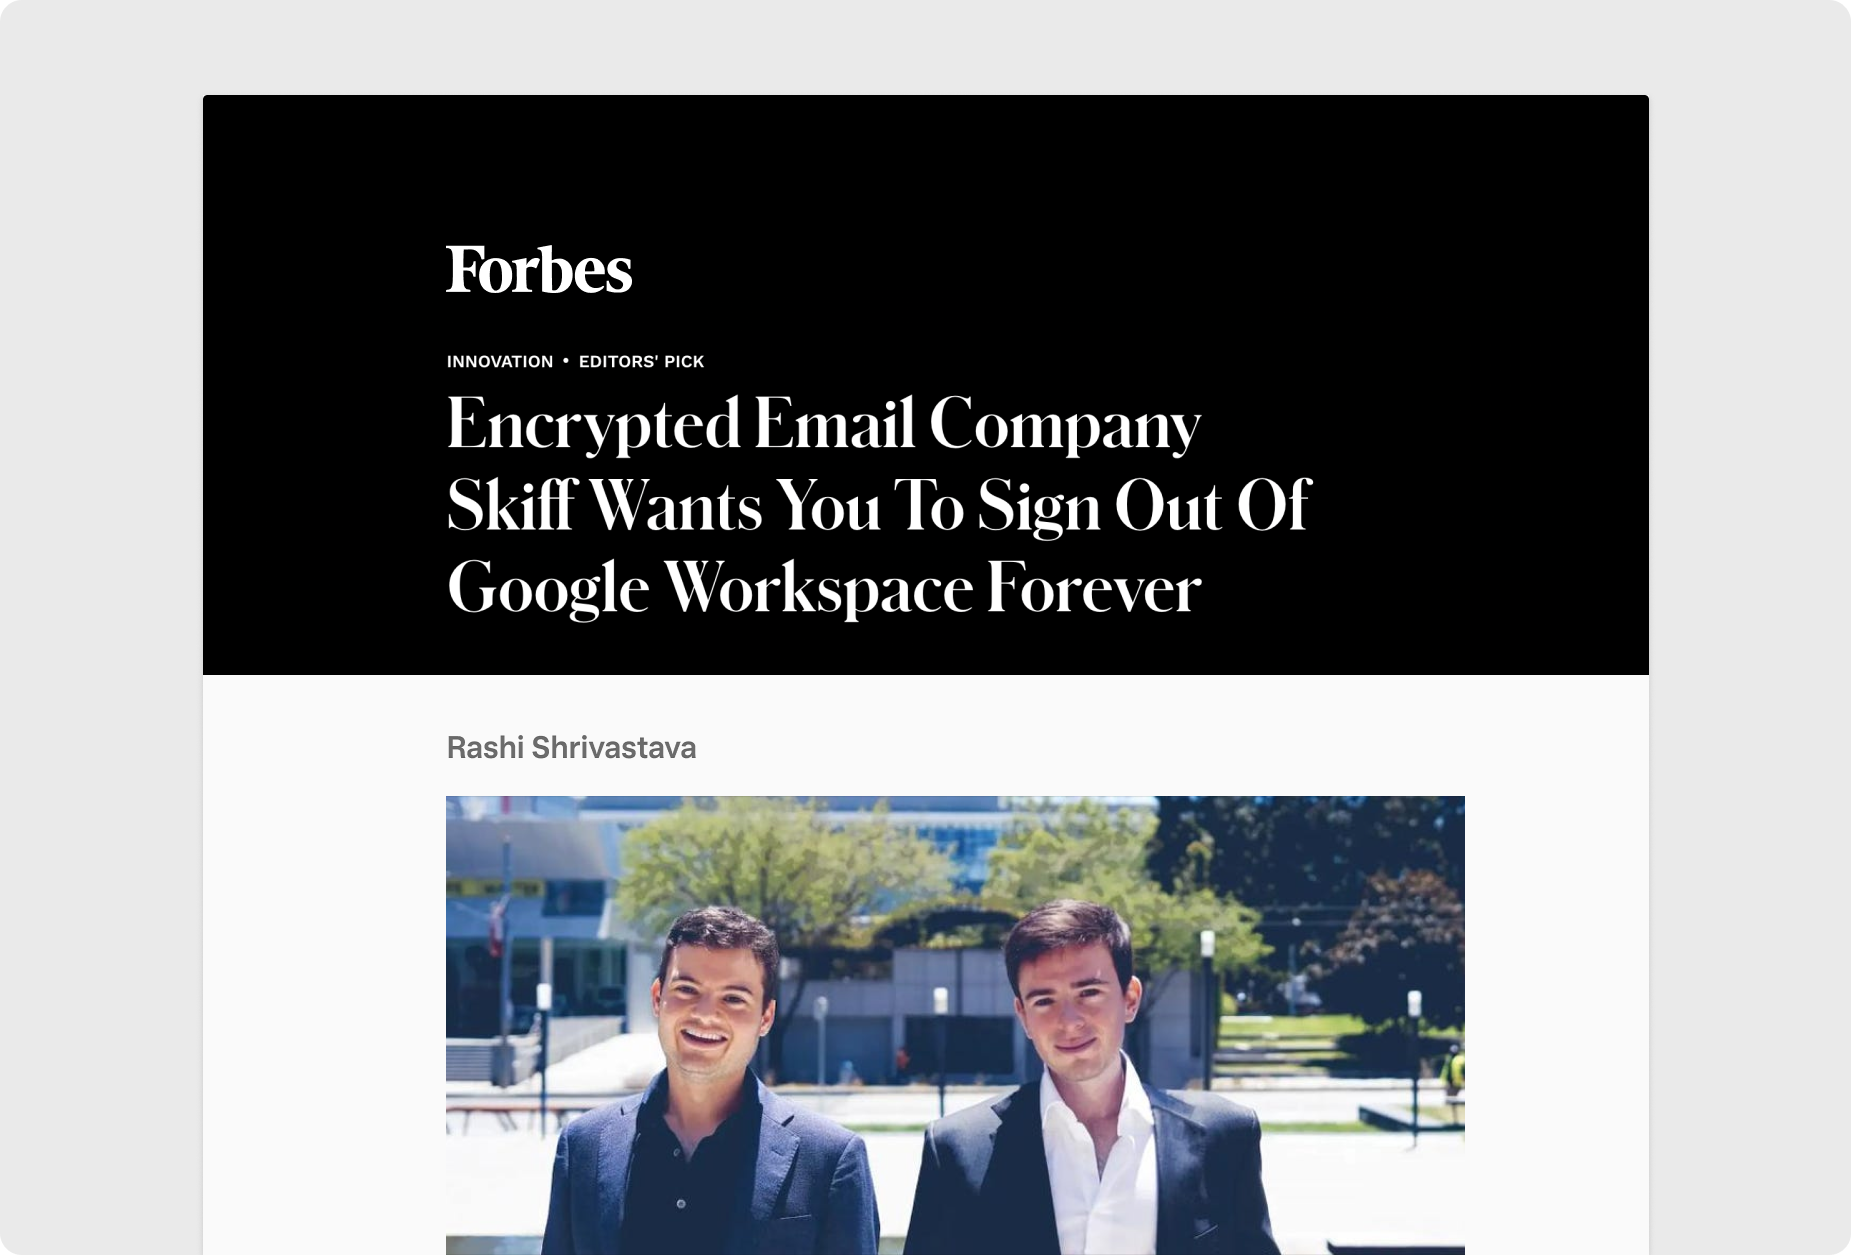 Forbes
INNOVATION • EDITORS' PICK
Encrypted Email Company
Skiff Wants You To Sign Out Of
Google Workspace Forever
Rashi Shrivastava